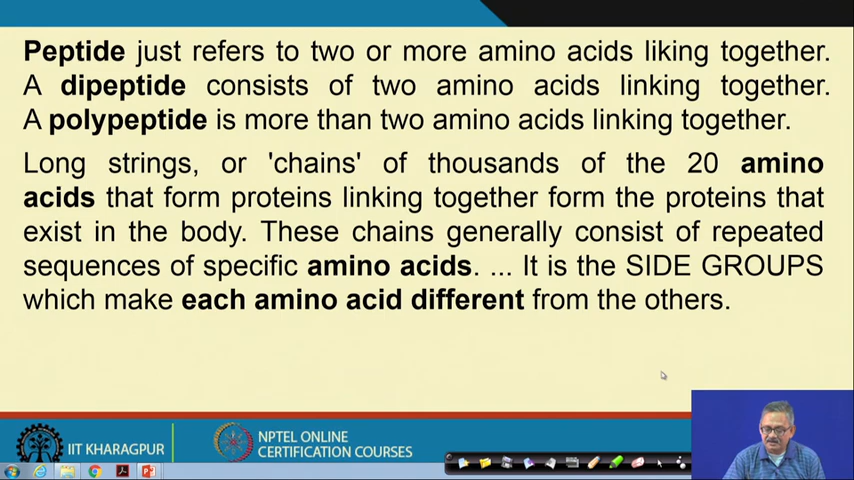 Peptide just refers to two or more amino acids liking together.
A dipeptide consists of two amino acids linking together.
A polypeptide is more than two amino acids linking together.
Long strings, or 'chains' of thousands of the 20 amino
acids that form proteins linking together form the proteins that
exist in the body. These chains generally consist of repeated
sequences of specific amino acids. ... It is the SIDE GROUPS
which make each amino acid different from the others.
IIT KHARAGPUR
NPTEL ONLINE
CERTIFICATION COURSES